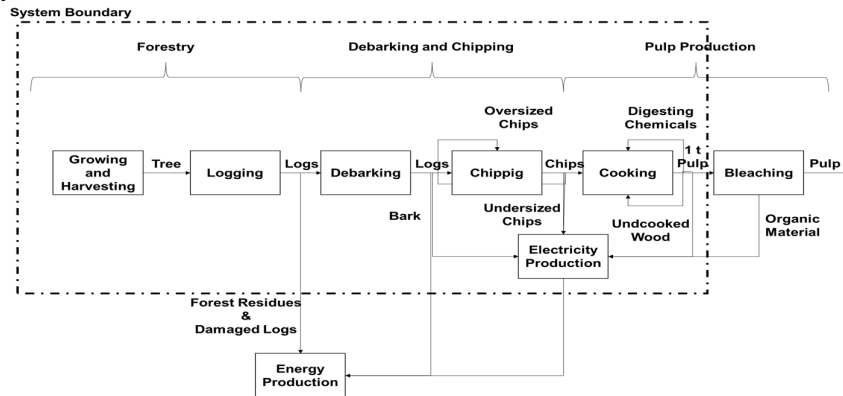 System Boundary
Forestry
Debarking and Chipping
Pulp Production
Oversized
Chips
Digesting
Chemicals
Growing
and
Harvesting
Tree
Logging
Logs
Debarking
Logs
Chippig
Chips
Cooking
1 t
Pulp
Bleaching
Pulp
Bark
Undersized
Chips
Undcooked
Wood
Organic
Material
Electricity
Production
Forest Residues
&
Damaged Logs
Energy
Production